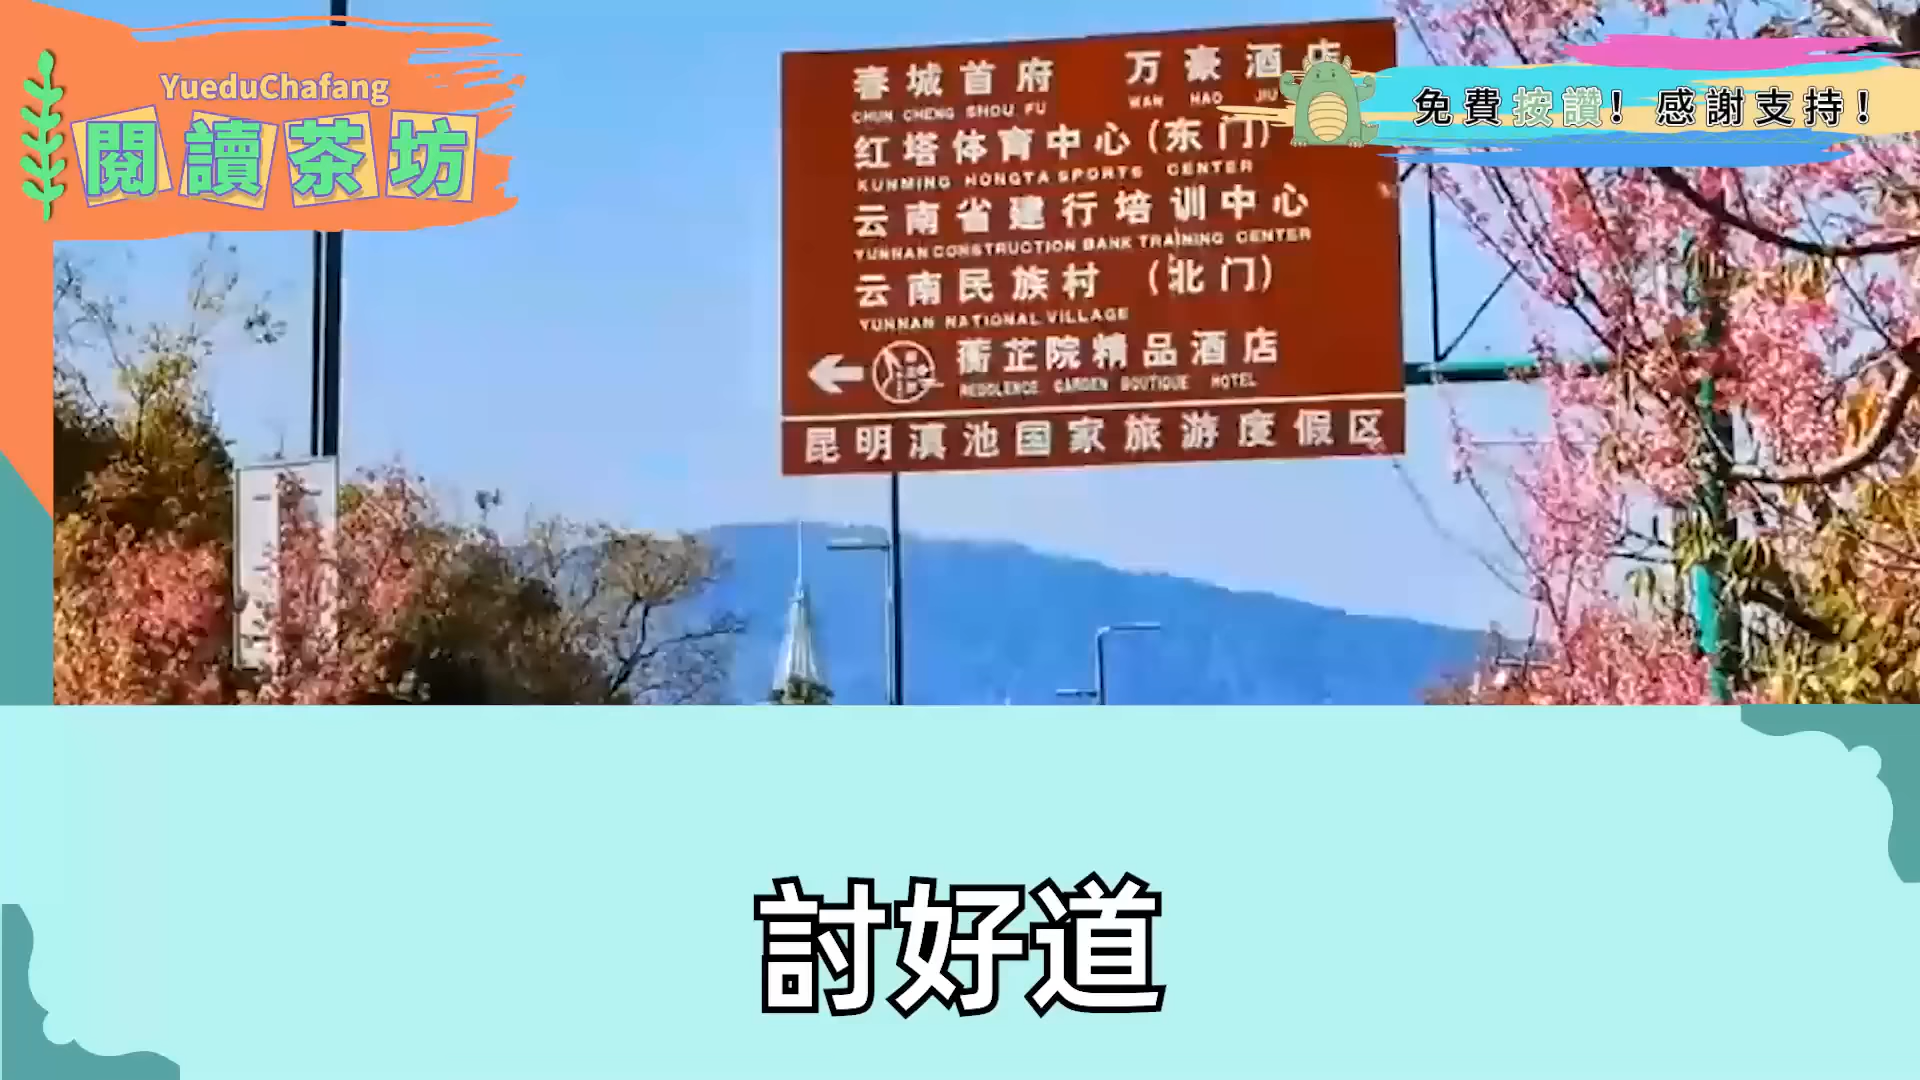 YueduChafang
閱讀茶坊
免費按讚！感謝支持！
春城首府 万豪酒店
CHUN CHENG SHOU FU WAN HAO JIU
红塔体育中心（东门）
KUNMING HONGTA SPORTS CENTER
云南省建行培训中心
YUNNAN CONSTRUCTION BANK TRAINING CENTER
云南民族村 （北门）
YUNNAN NATIONAL VILLAGE
蘅芷院精品酒店
REDOLENCE GARDEN BOUTIQUE HOTEL
昆明滇池国家旅游度假区
討好道